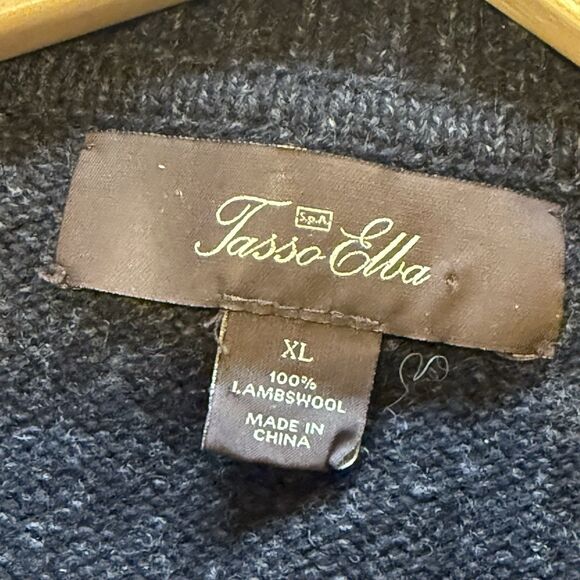 S.p.A.
Tasso Elba
XL
100%
LAMBSWOOL
MADE IN
CHINA